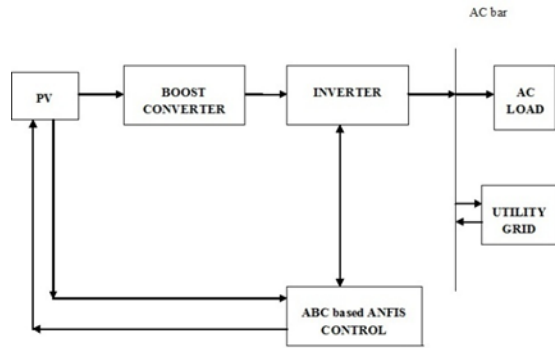 AC bar
PV
BOOST
CONVERTER
INVERTER
AC
LOAD
UTILITY
GRID
ABC based ANFIS
CONTROL